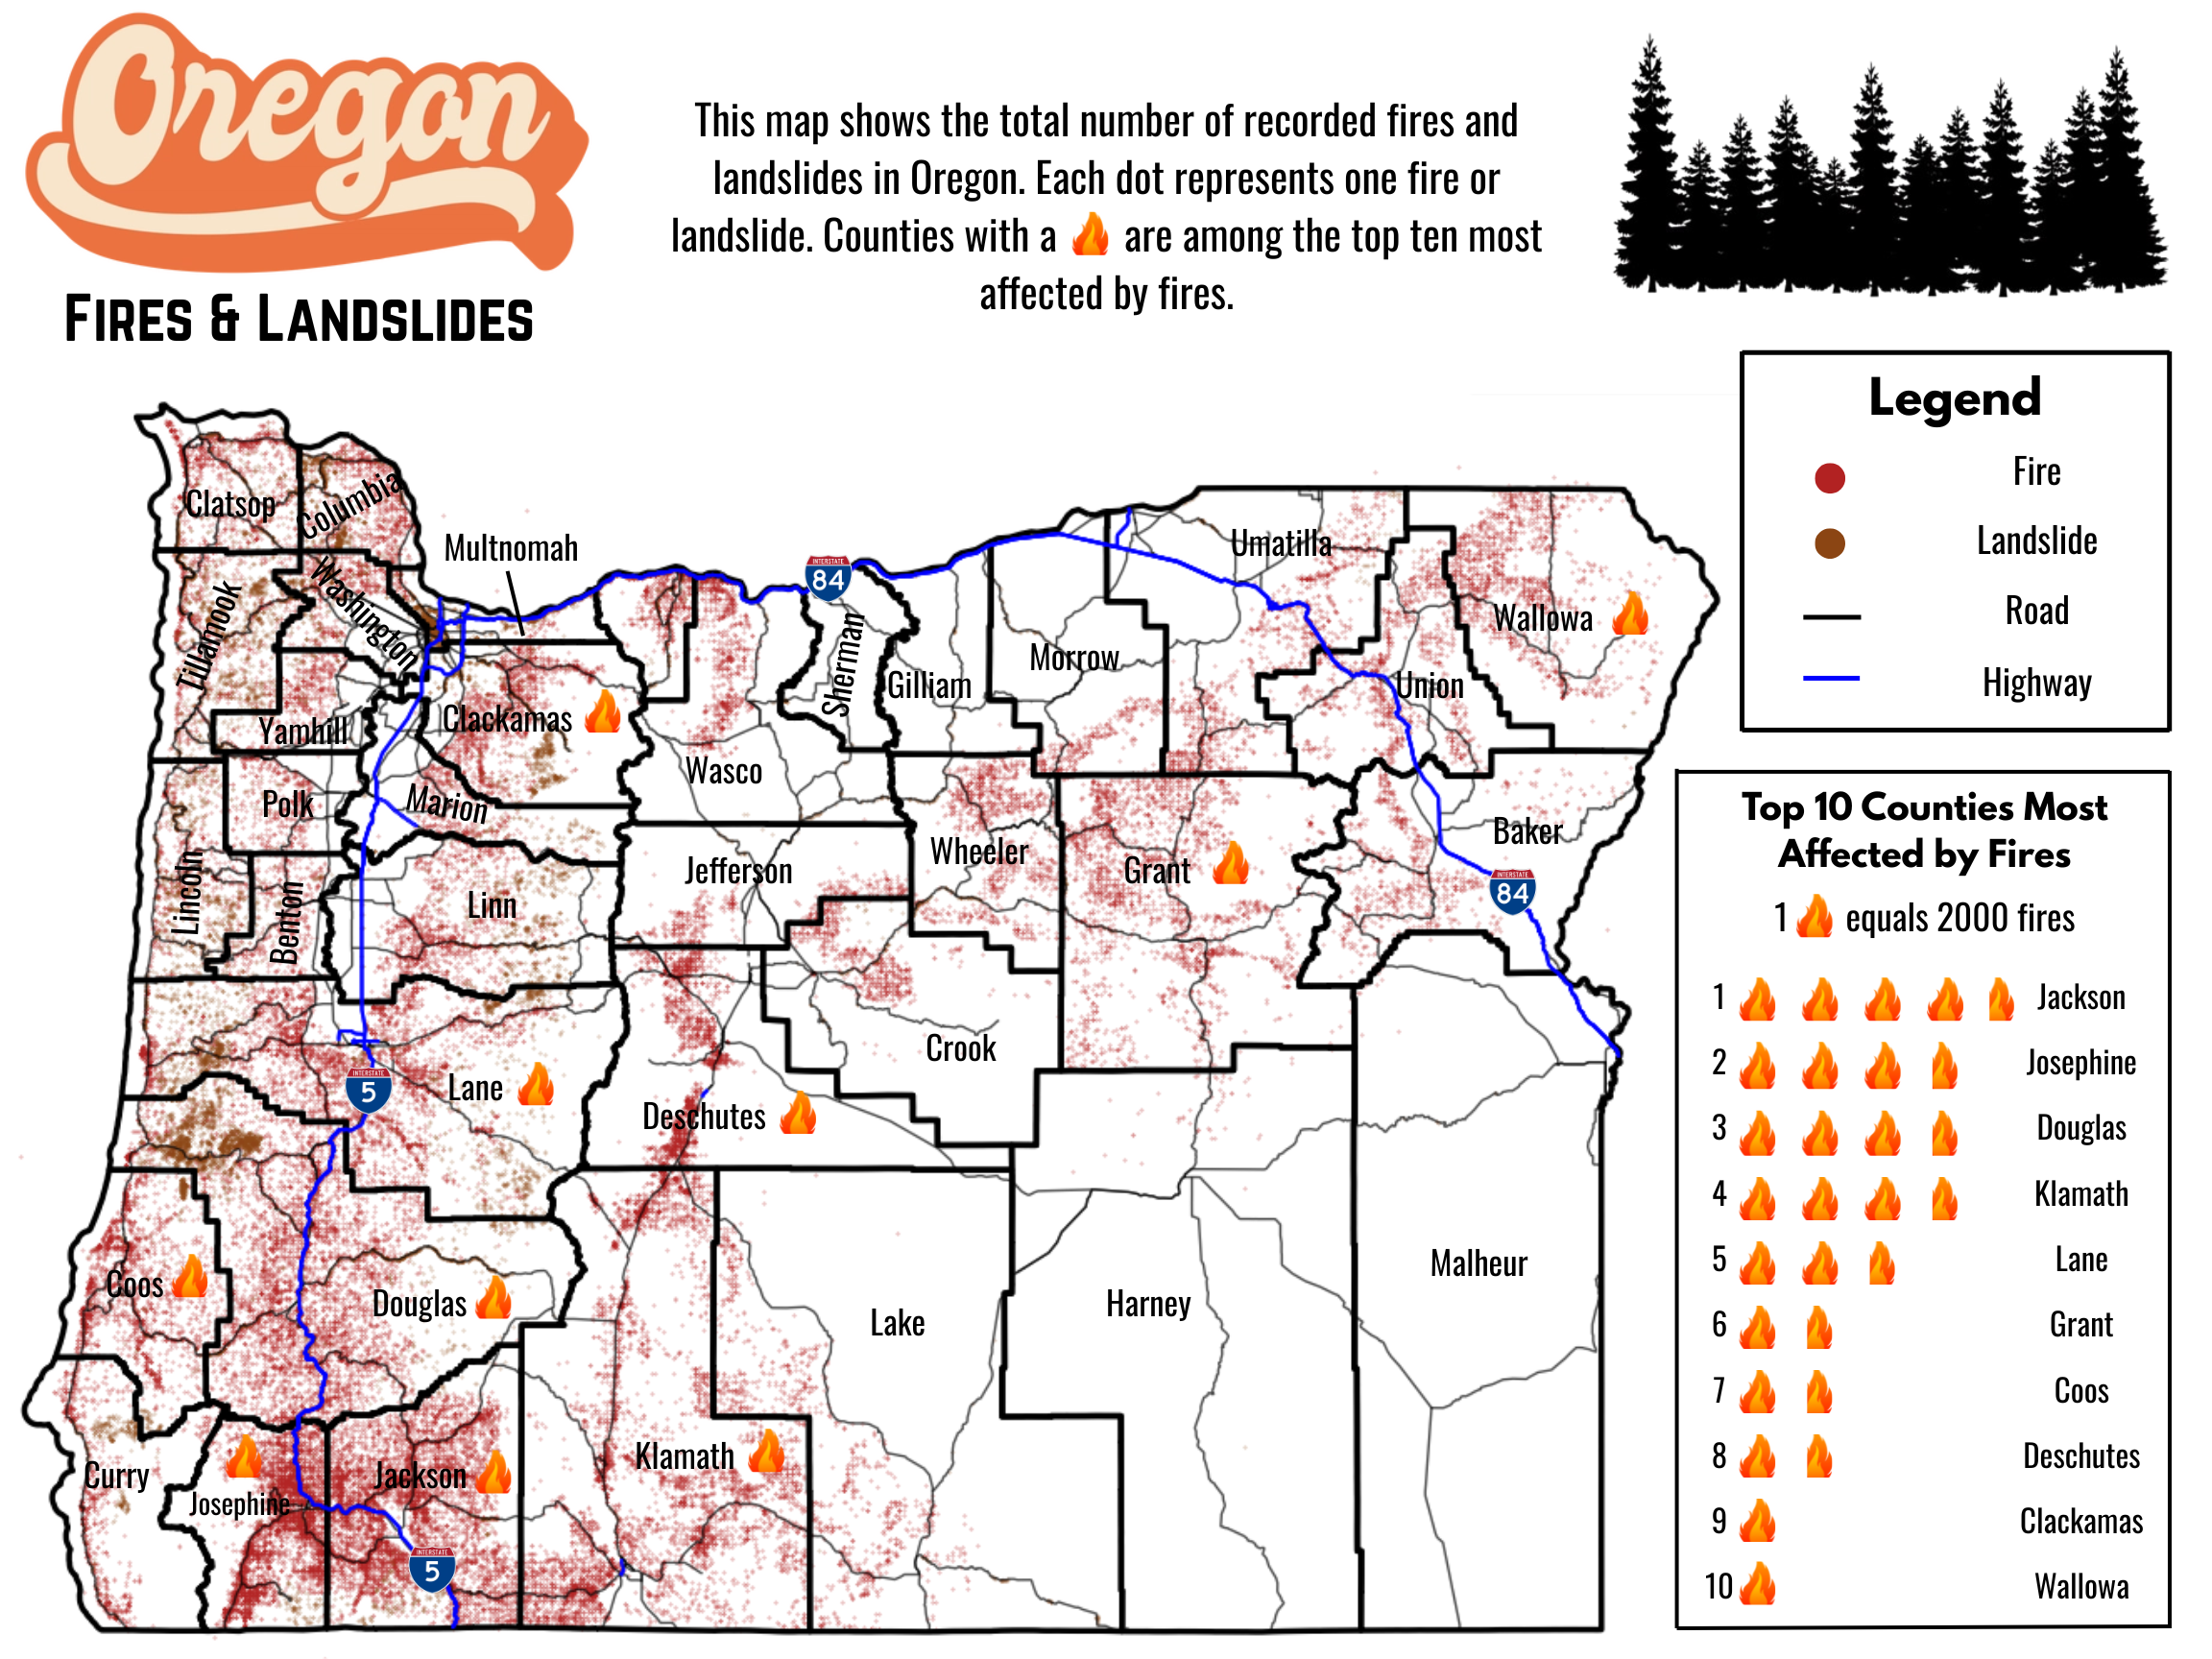 Oregon
FIRES & LANDSLIDES
This map shows the total number of recorded fires and
landslides in Oregon. Each dot represents one fire or
landslide. Counties with a 🔥 are among the top ten most
affected by fires.
Legend
Fire
Landslide
Road
Highway
Top 10 Counties Most
Affected by Fires
1 🔥 equals 2000 fires
1 Jackson
2 Josephine
3 Douglas
4 Klamath
5 Lane
6 Grant
7 Coos
8 Deschutes
9 Clackamas
10 Wallowa
Clatsop
Columbia
Multnomah
Washington
Tillamook
INTERSTATE
84
Umatilla
Wallowa
Sherman
Gilliam
Morrow
Union
Yamhill
Clackamas
Wasco
Polk
Marion
Jefferson
Wheeler
Grant
Baker
INTERSTATE
84
Lincoln
Benton
Linn
Crook
INTERSTATE
5
Lane
Deschutes
Coos
Douglas
Lake
Harney
Malheur
Curry
Josephine
Jackson
Klamath
INTERSTATE
5